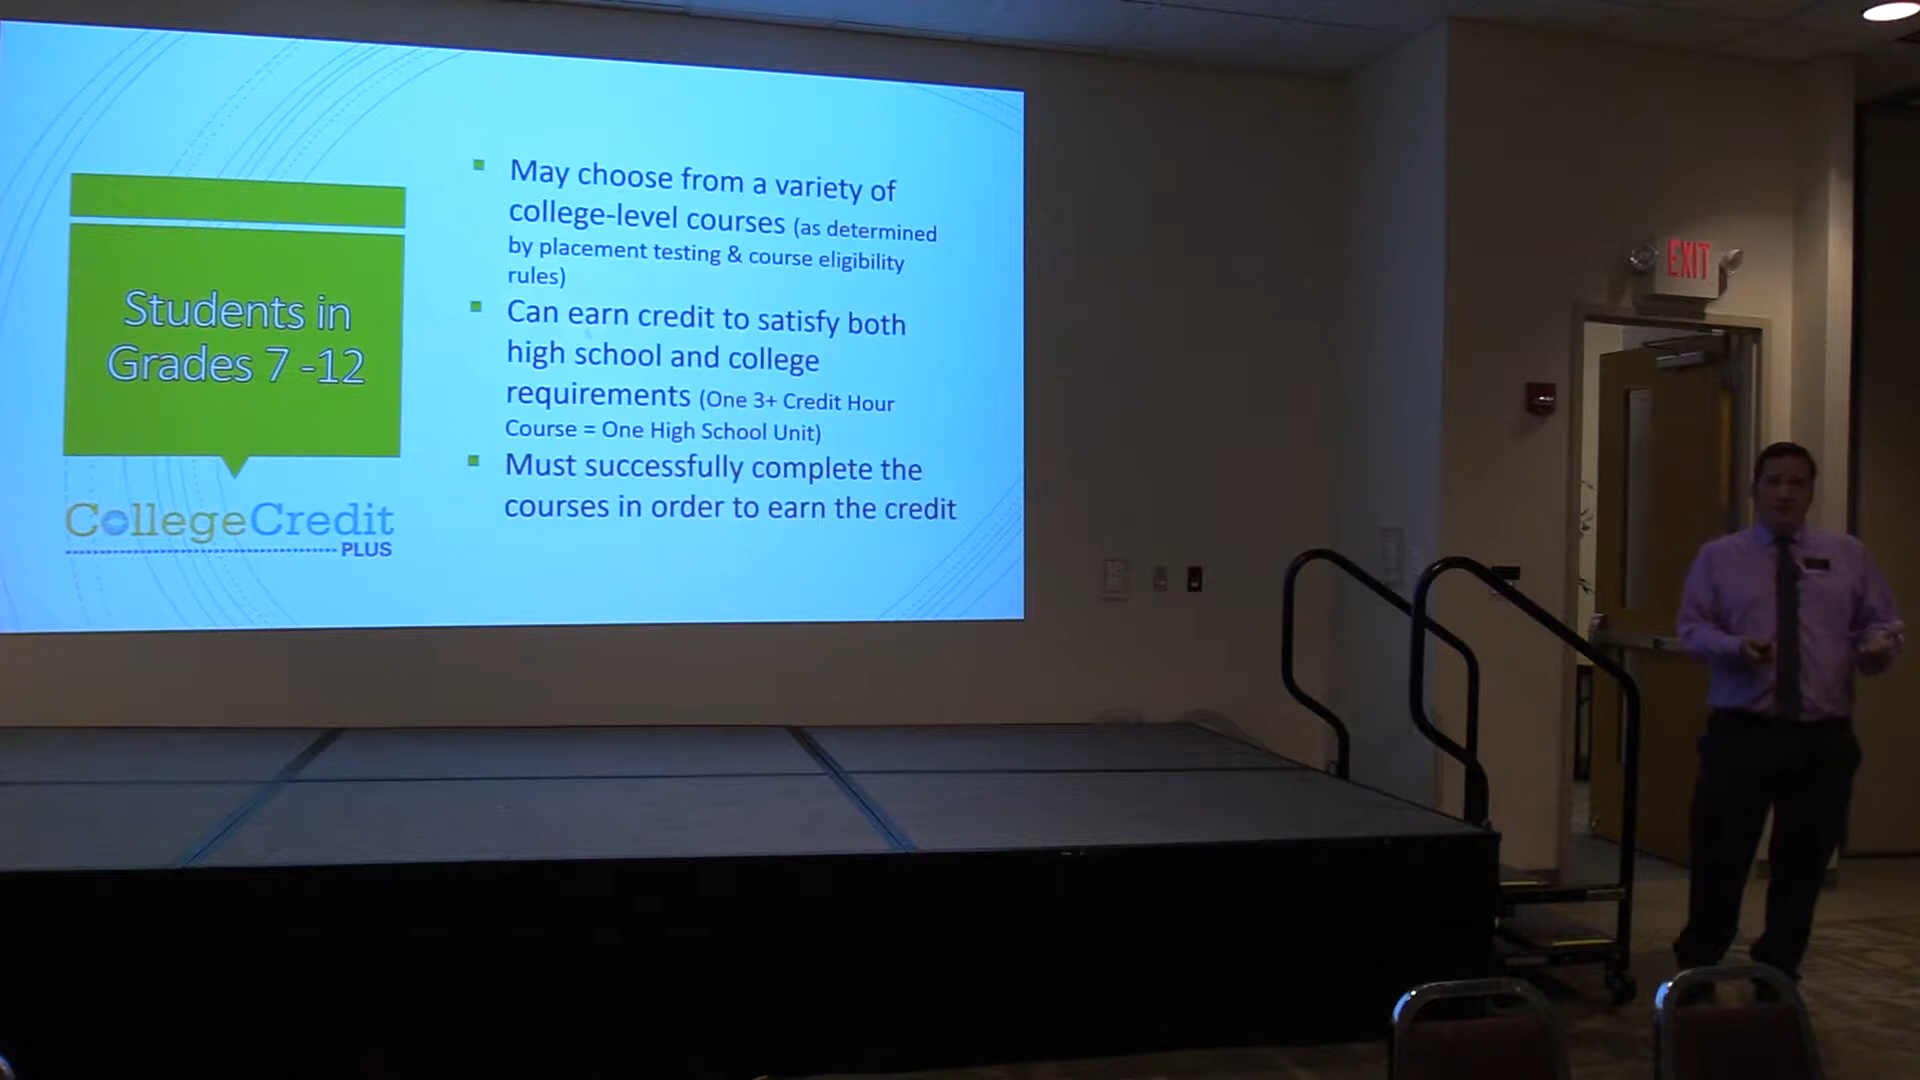 Students in
Grades 7 -12
CollegeCredit
PLUS
May choose from a variety of
college-level courses (as determined
by placement testing & course eligibility
rules)
Can earn credit to satisfy both
high school and college
requirements (One 3+ Credit Hour
Course = One High School Unit)
Must successfully complete the
courses in order to earn the credit
EXIT